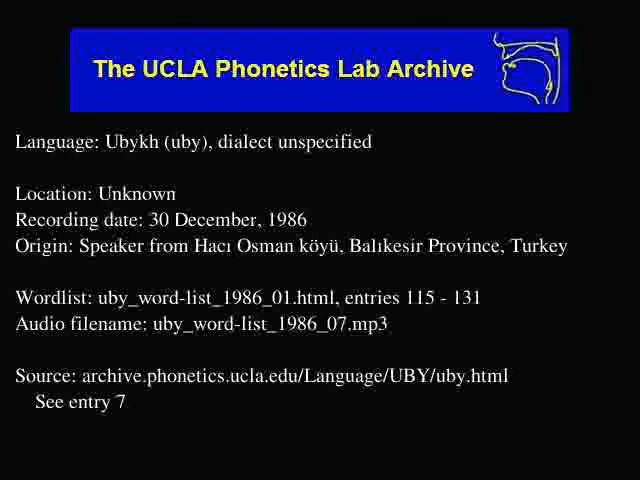 The UCLA Phonetics Lab Archive
Language: Ubykh (uby), dialect unspecified
Location: Unknown
Recording date: 30 December, 1986
Origin: Speaker from Hacı Osman köyü, Balıkesir Province, Turkey
Wordlist: uby_word-list_1986_01.html, entries 115 - 131
Audio filename: uby_word-list_1986_07.mp3
Source: archive.phonetics.ucla.edu/Language/UBY/uby.html
See entry 7